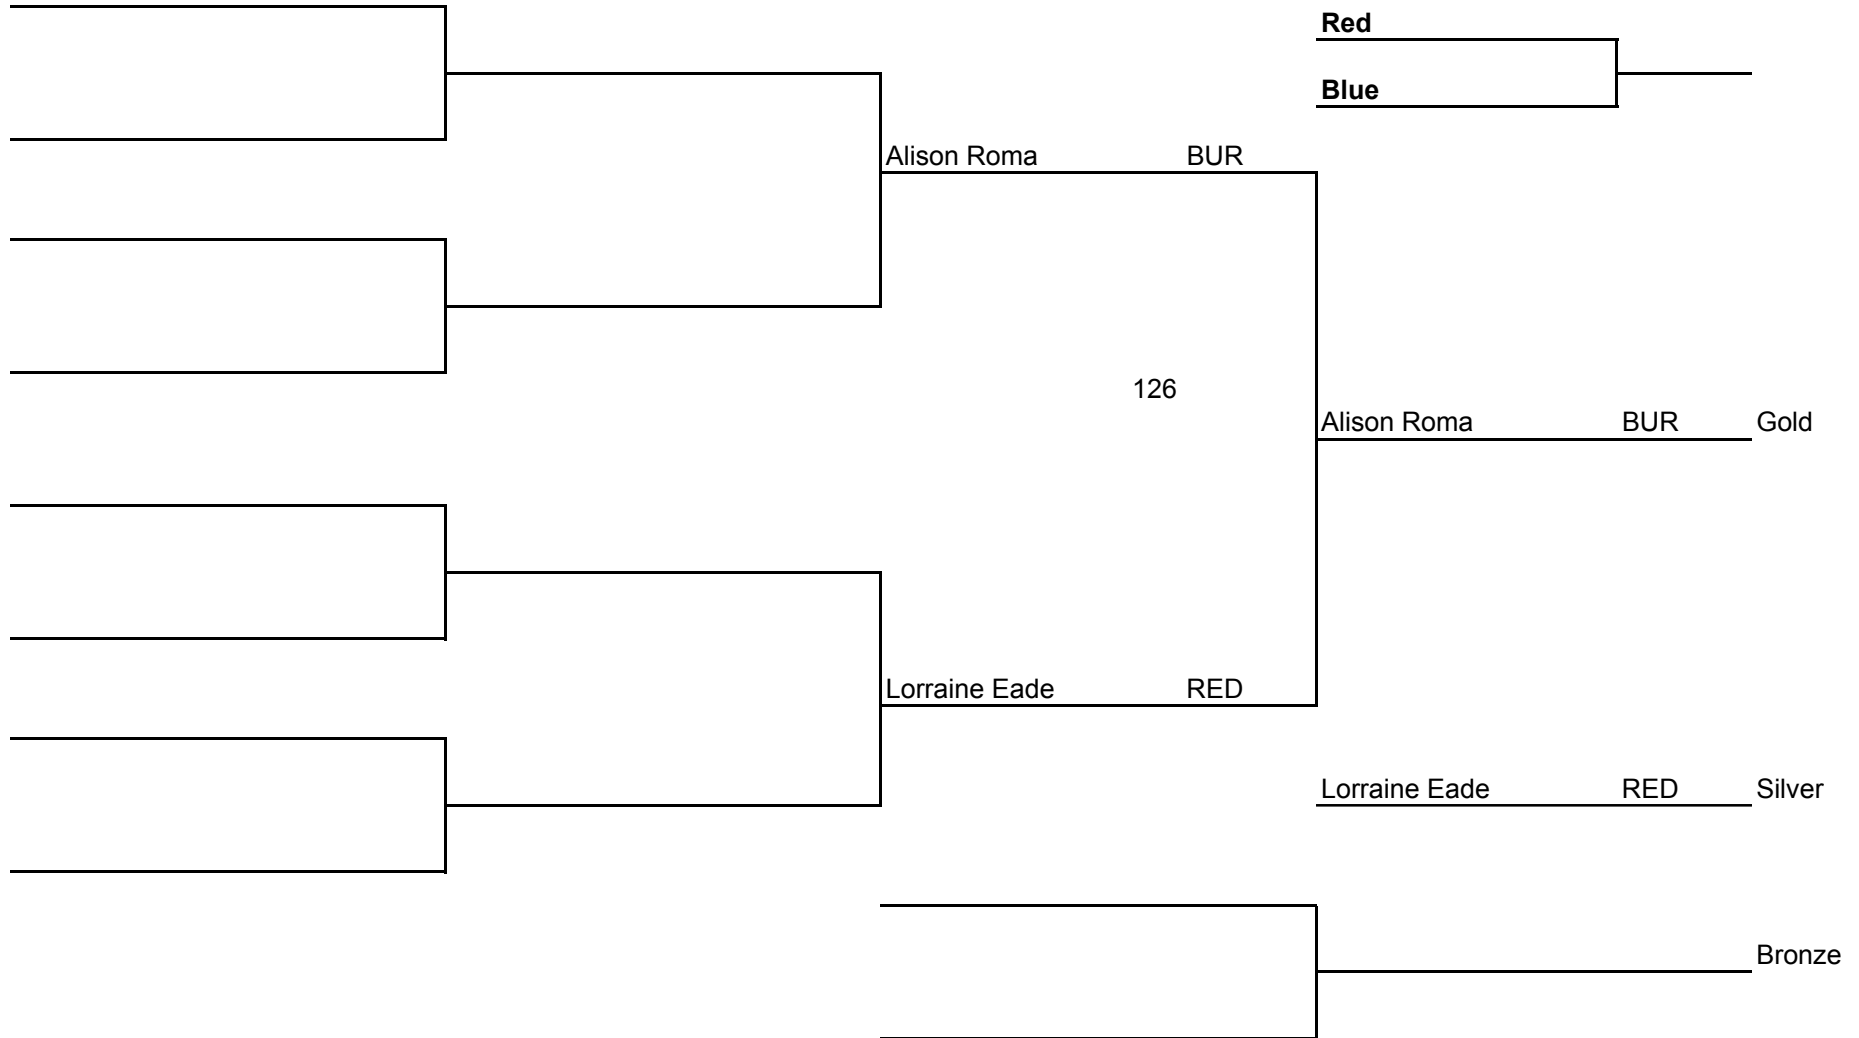 Red
Blue
Alison Roma BUR
126
Alison Roma BUR Gold
Lorraine Eade RED
Lorraine Eade RED Silver
Bronze